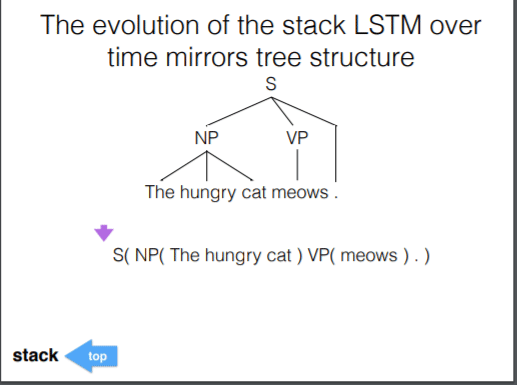 The evolution of the stack LSTM over
time mirrors tree structure
S
NP VP
The hungry cat meows .
S( NP( The hungry cat ) VP( meows ) . )
stack top